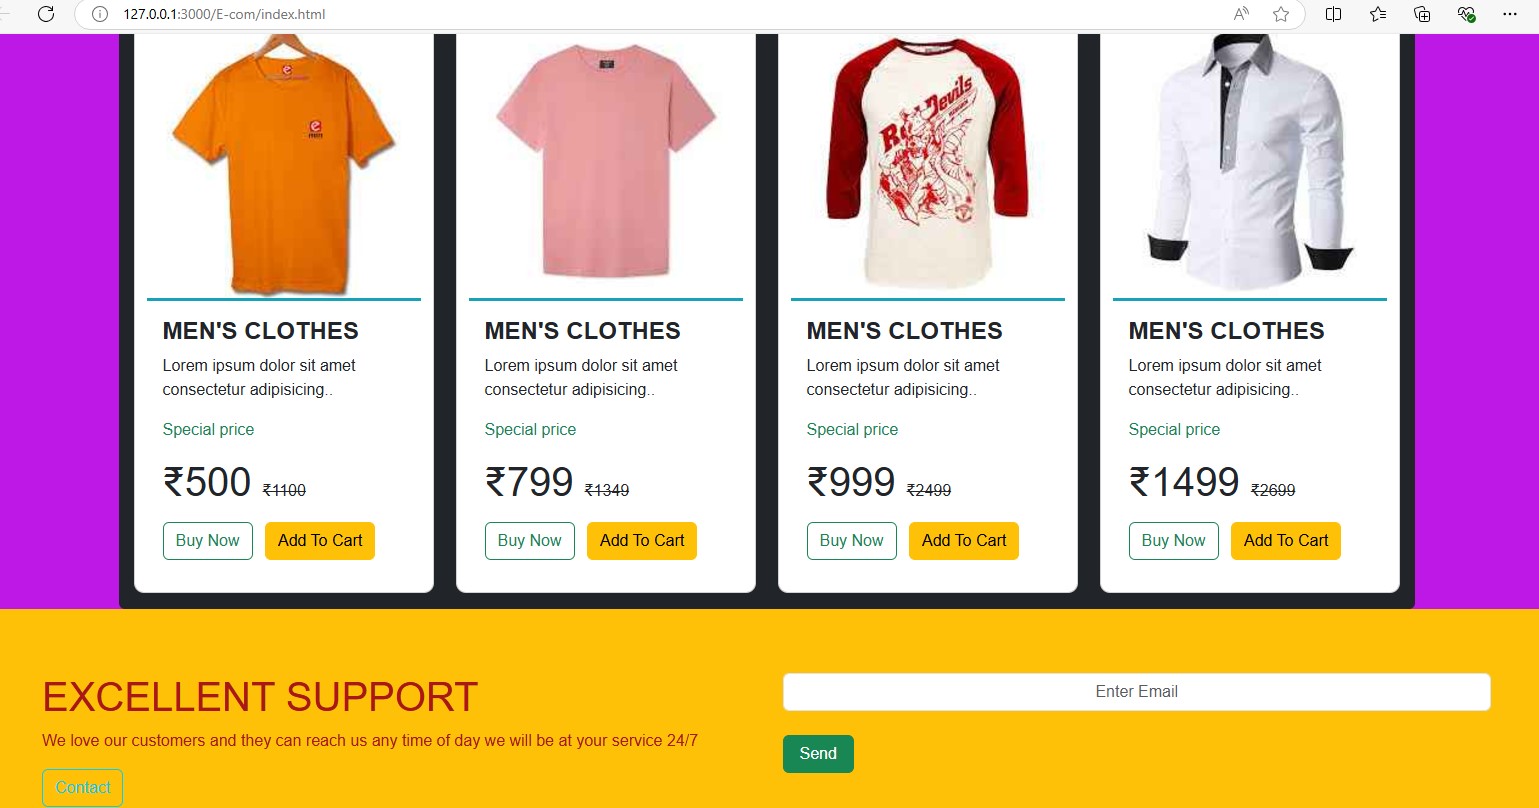 127.0.0.1:3000/E-com/index.html
Devils
MEN'S CLOTHES
Lorem ipsum dolor sit amet
consectetur adipisicing..
Special price
₹500 ₹1100
Buy Now Add To Cart
MEN'S CLOTHES
Lorem ipsum dolor sit amet
consectetur adipisicing..
Special price
₹799 ₹1349
Buy Now Add To Cart
MEN'S CLOTHES
Lorem ipsum dolor sit amet
consectetur adipisicing..
Special price
₹999 ₹2499
Buy Now Add To Cart
MEN'S CLOTHES
Lorem ipsum dolor sit amet
consectetur adipisicing..
Special price
₹1499 ₹2699
Buy Now Add To Cart
EXCELLENT SUPPORT
We love our customers and they can reach us any time of day we will be at your service 24/7
Contact
Enter Email
Send